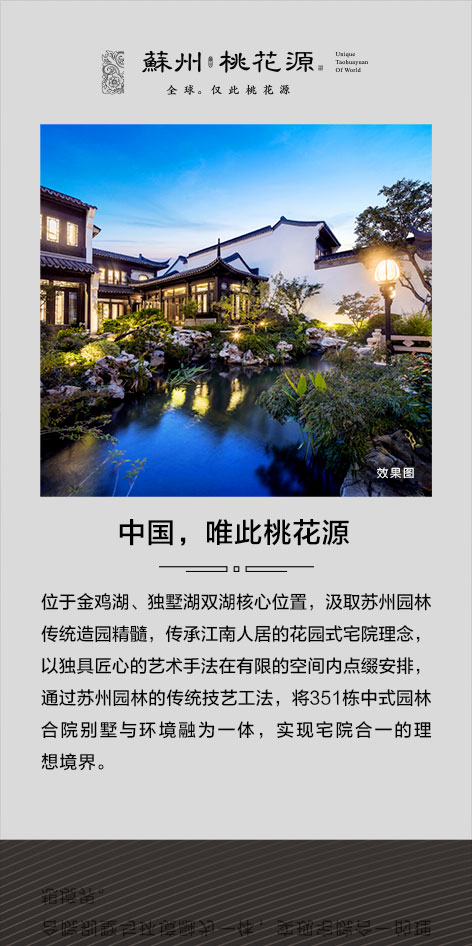 蘇州 桃花源
Unique
Taohuayuan
Of World
全球。仅此桃花源
效果图
中国，唯此桃花源
位于金鸡湖、独墅湖双湖核心位置，汲取苏州园林
传统造园精髓，传承江南人居的花园式宅院理念，
以独具匠心的艺术手法在有限的空间内点缀安排，
通过苏州园林的传统技艺工法，将351栋中式园林
合院别墅与环境融为一体，实现宅院合一的理
想境界。